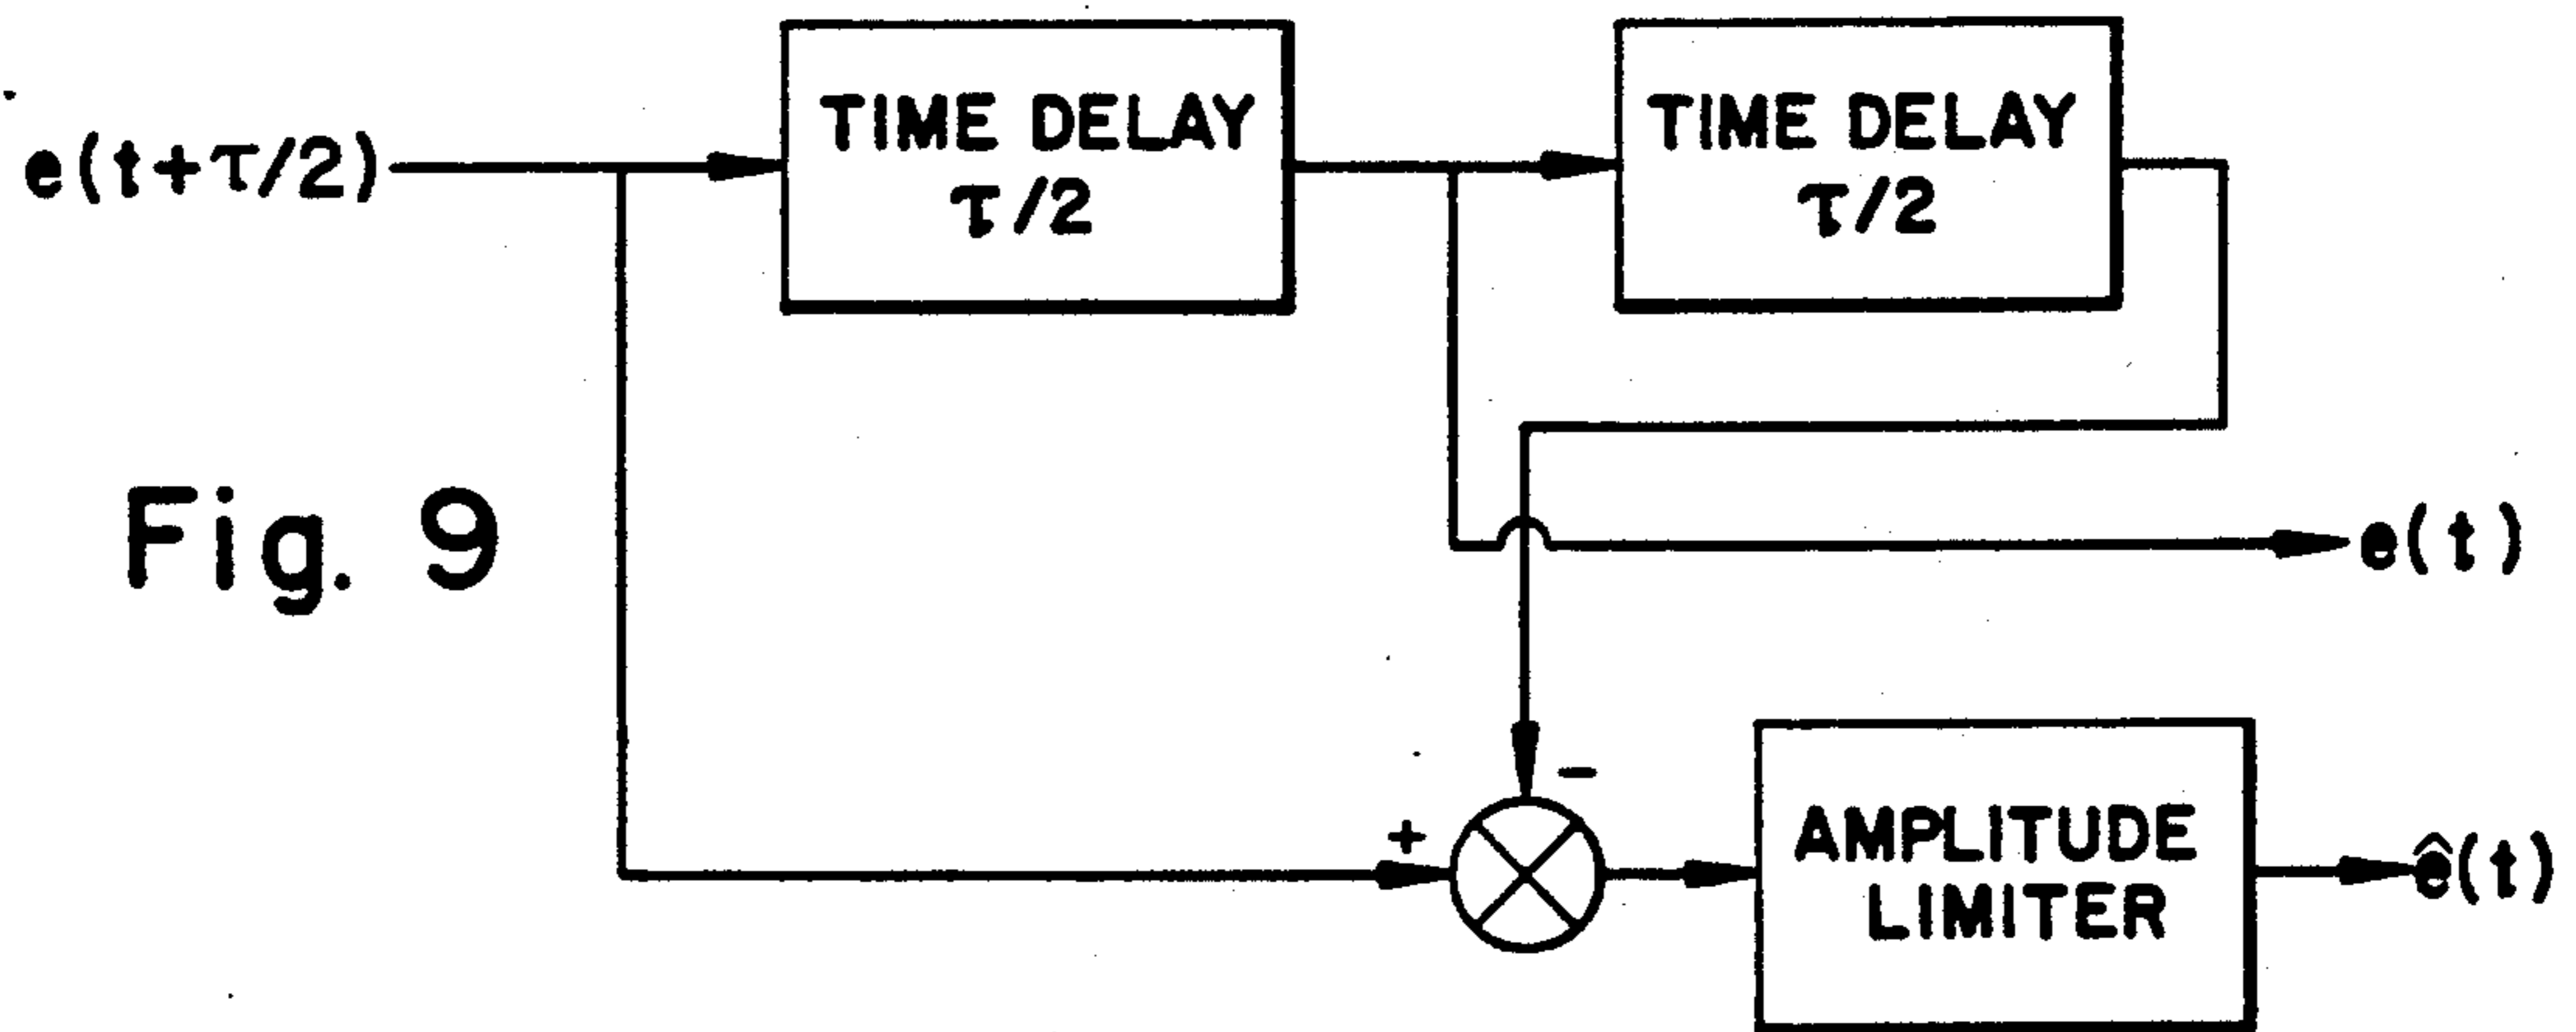 e(t+τ/2)
TIME DELAY
τ/2
TIME DELAY
τ/2
Fig. 9
e(t)
-
+
AMPLITUDE
LIMITER
ê(t)